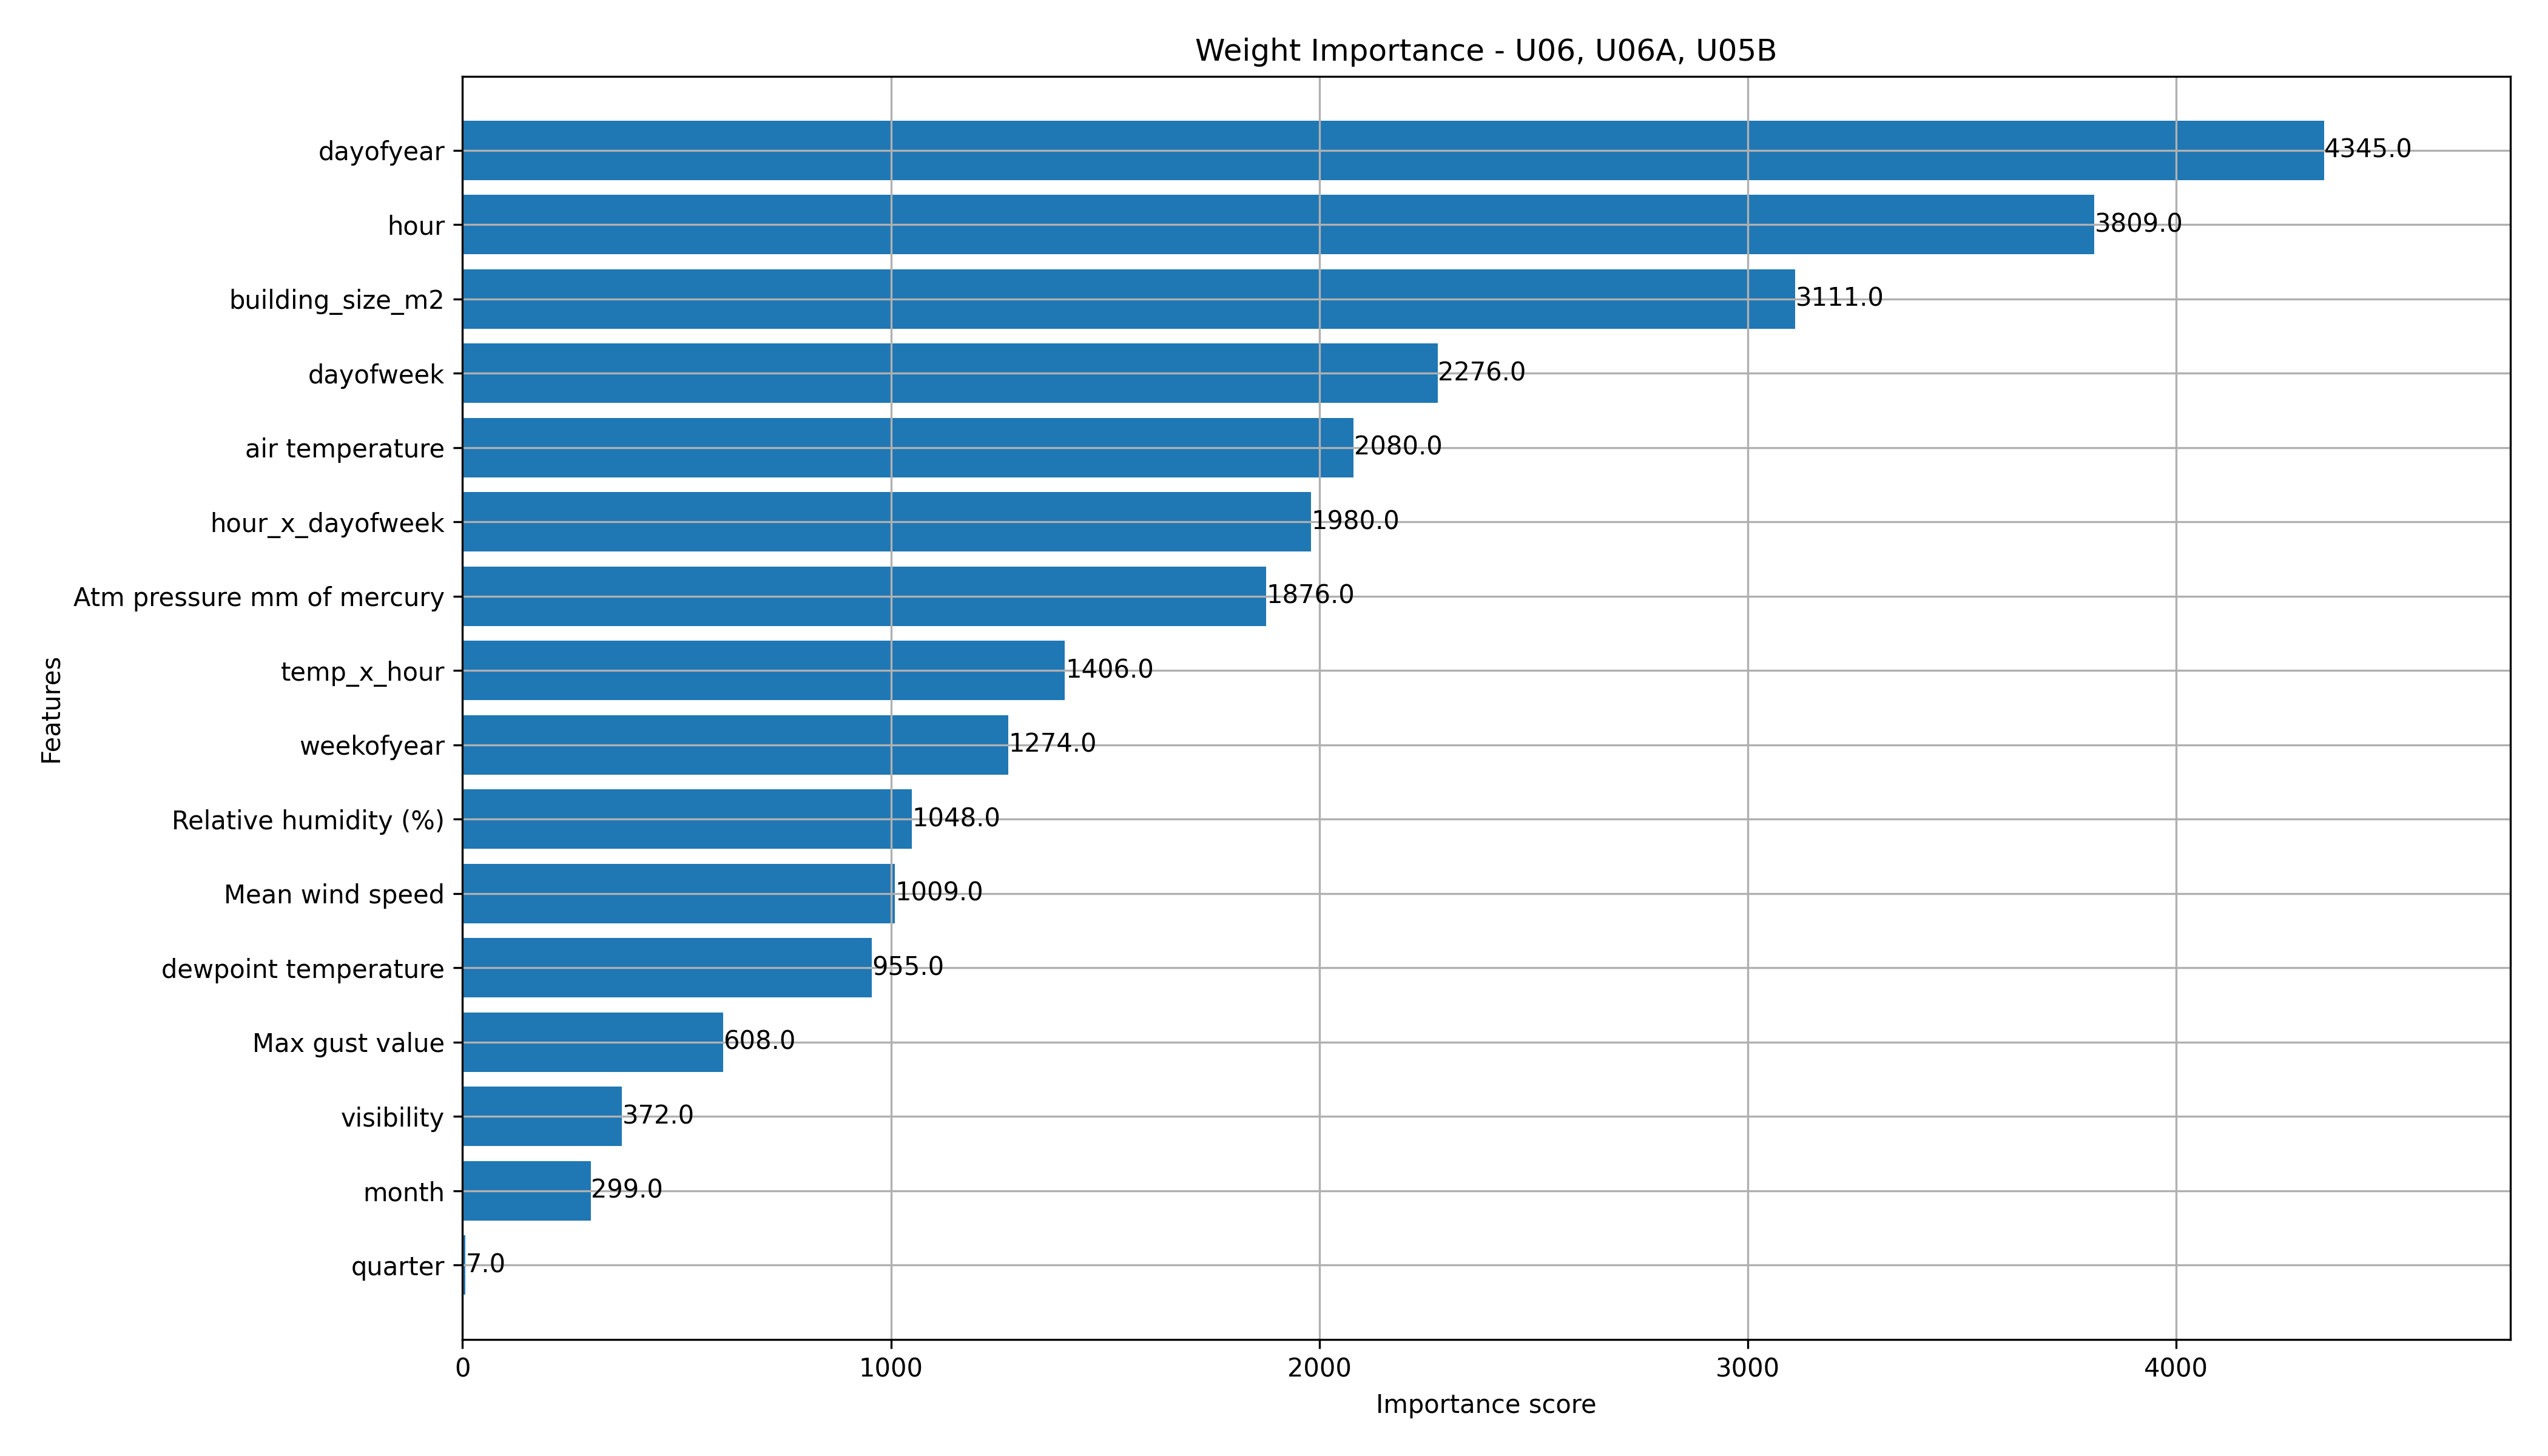 Weight Importance - U06, U06A, U05B
dayofyear 4345.0
hour 3809.0
building_size_m2 3111.0
dayofweek 2276.0
air temperature 2080.0
hour_x_dayofweek 1980.0
Atm pressure mm of mercury 1876.0
temp_x_hour 1406.0
weekofyear 1274.0
Relative humidity (%) 1048.0
Mean wind speed 1009.0
dewpoint temperature 955.0
Max gust value 608.0
visibility 372.0
month 299.0
quarter 7.0
Features
0 1000 2000 3000 4000
Importance score